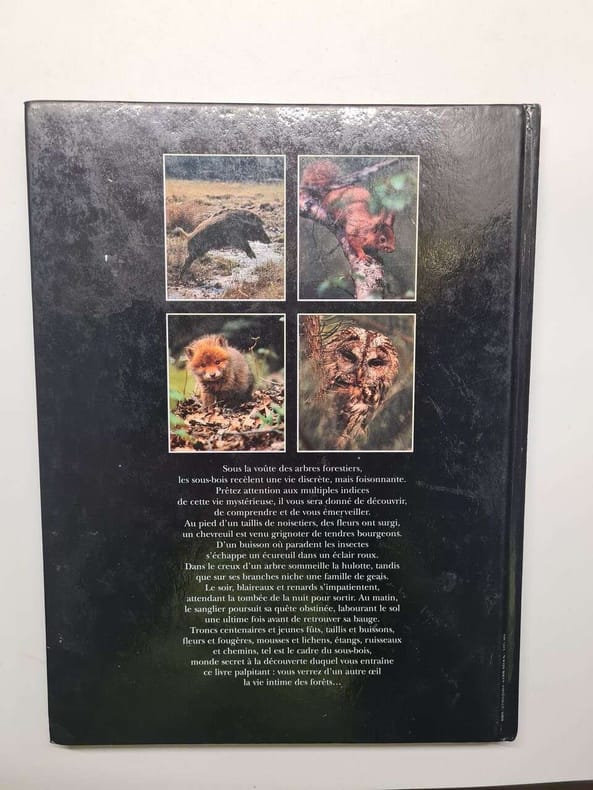 Sous la voûte des arbres forestiers,
les sous-bois recèlent une vie discrète, mais foisonnante.
Prêtez attention aux multiples indices
de cette vie mystérieuse, il vous sera donné de découvrir,
de comprendre et de vous émerveiller.
Au pied d'un taillis de noisetiers, des fleurs ont surgi,
un chevreuil est venu grignoter de tendres bourgeons.
D'un buisson où paradent les insectes
s'échappe un écureuil dans un éclair roux.
Dans le creux d'un arbre sommeille la hulotte, tandis
que sur ses branches niche une famille de geais.
Le soir, blaireaux et renards s'impatientent,
attendant la tombée de la nuit pour sortir. Au matin,
le sanglier poursuit sa quête obstinée, labourant le sol
une ultime fois avant de retrouver sa bauge.
Troncs centenaires et jeunes fûts, taillis et buissons,
fleurs et fougères, mousses et lichens, étangs, ruisseaux
et chemins, tel est le cadre du sous-bois,
monde secret à la découverte duquel vous entraîne
ce livre palpitant : vous verrez d'un autre œil
la vie intime des forêts...